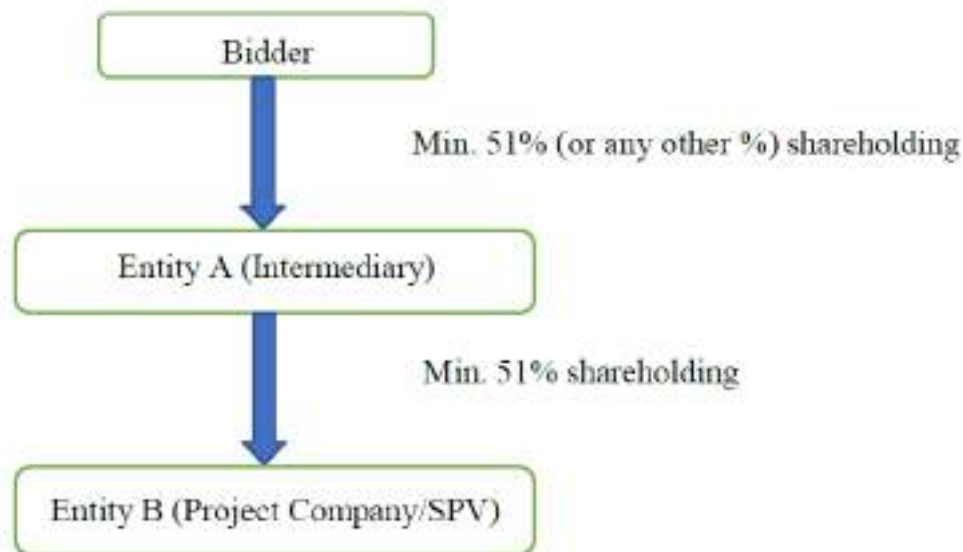 Bidder
Min. 51% (or any other %) shareholding
Entity A (Intermediary)
Min. 51% shareholding
Entity B (Project Company/SPV)